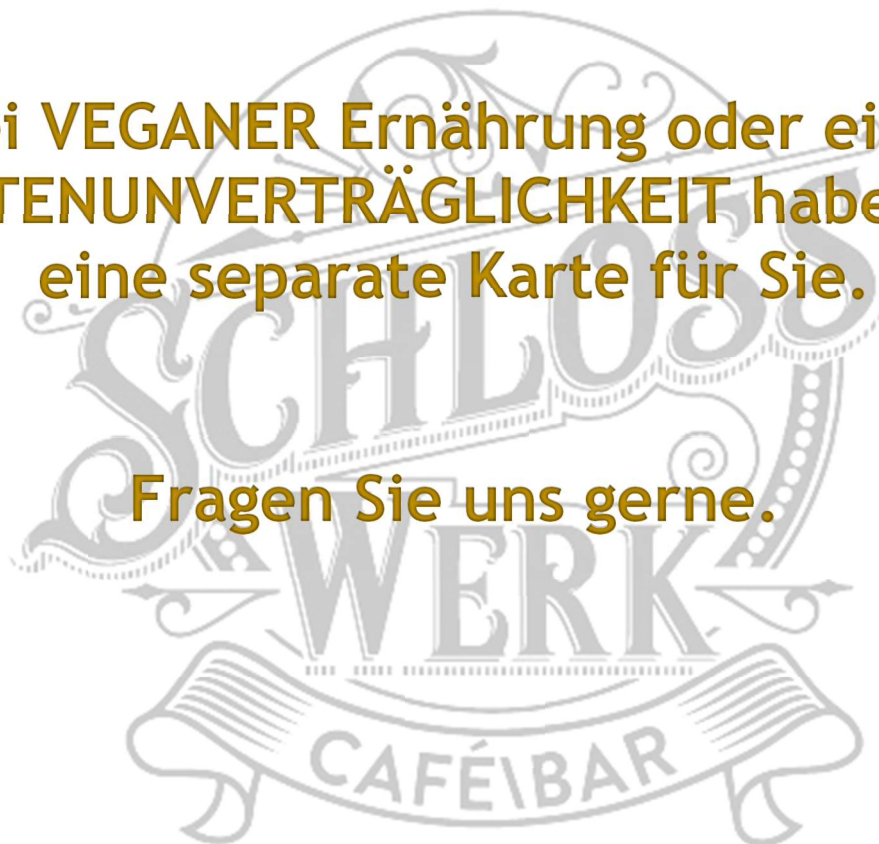 ei VEGANER Ernährung oder ei
TENUNVERTRÄGLICHKEIT habe
eine separate Karte für Sie.
SCHLOSS
Fragen Sie uns gerne.
WERK
CAFÉ\BAR